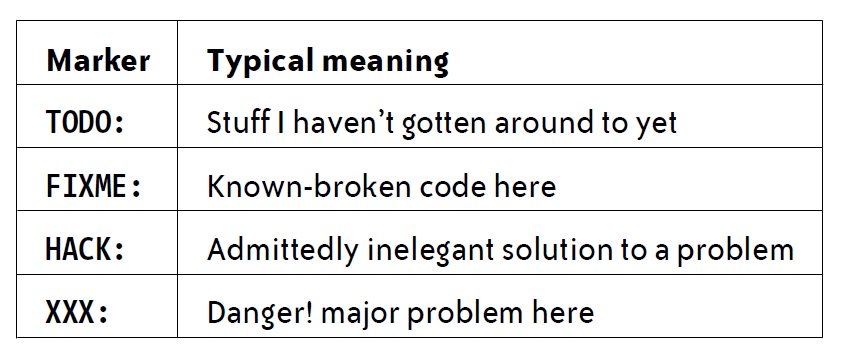 Marker Typical meaning
TODO: Stuff I haven’t gotten around to yet
FIXME: Known-broken code here
HACK: Admittedly inelegant solution to a problem
XXX: Danger! major problem here